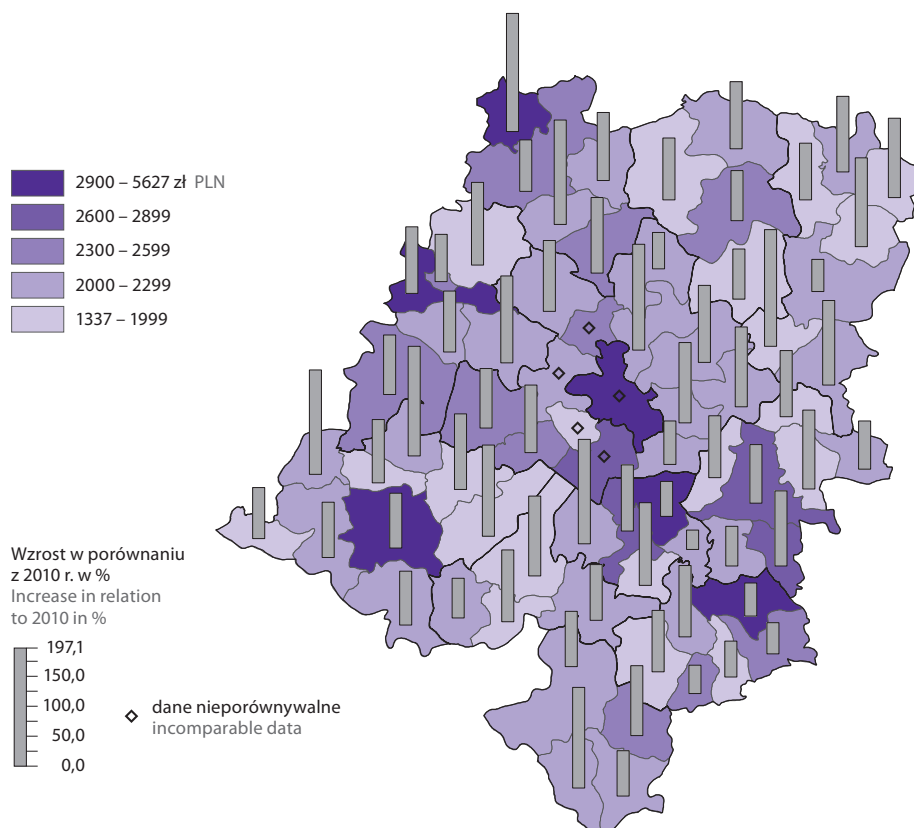 2900 – 5627 zł PLN
2600 – 2899
2300 – 2599
2000 – 2299
1337 – 1999
Wzrost w porównaniu
z 2010 r. w %
Increase in relation
to 2010 in %
197,1
150,0
100,0
50,0
0,0
dane nieporównywalne
incomparable data